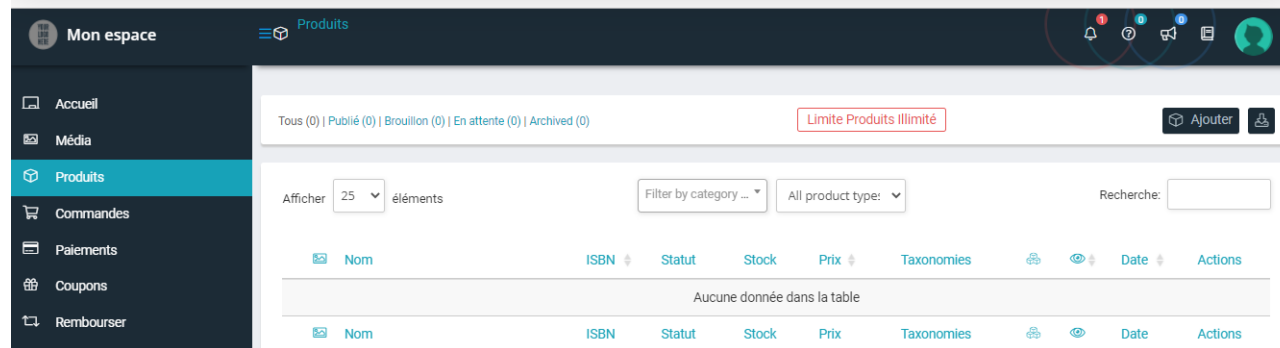 YOUR LOGO HERE
Mon espace
Produits
1
0
0
Accueil
Média
Produits
Commandes
Paiements
Coupons
Rembourser
Tous (0) | Publié (0) | Brouillon (0) | En attente (0) | Archived (0)
Limite Produits Illimité
Ajouter
Afficher 25 éléments
Filter by category ...
All product types
Recherche:
Nom ISBN Statut Stock Prix Taxonomies Date Actions
Aucune donnée dans la table
Nom ISBN Statut Stock Prix Taxonomies Date Actions